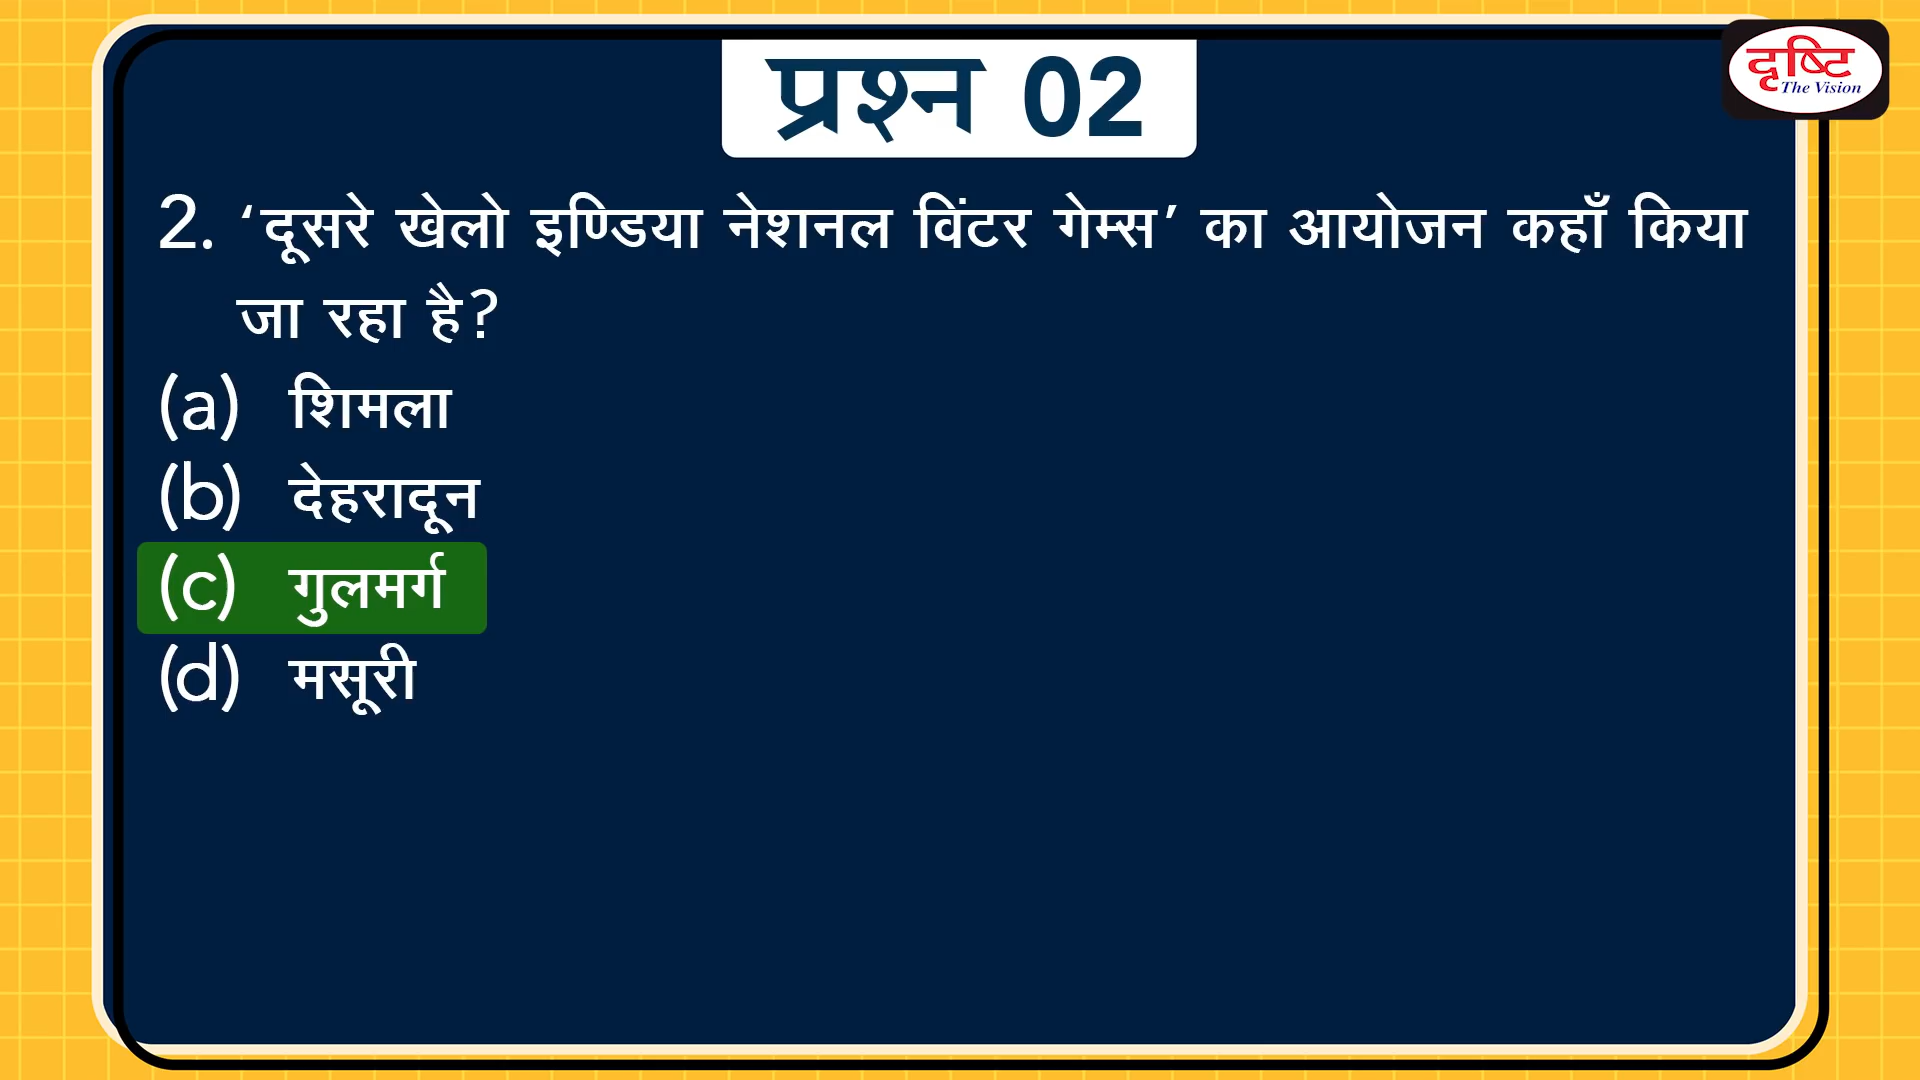 प्रश्न 02
दृष्टि
The Vision
2. ‘दूसरे खेलो इण्डिया नेशनल विंटर गेम्स’ का आयोजन कहाँ किया
जा रहा है?
(a) शिमला
(b) देहरादून
(c) गुलमर्ग
(d) मसूरी